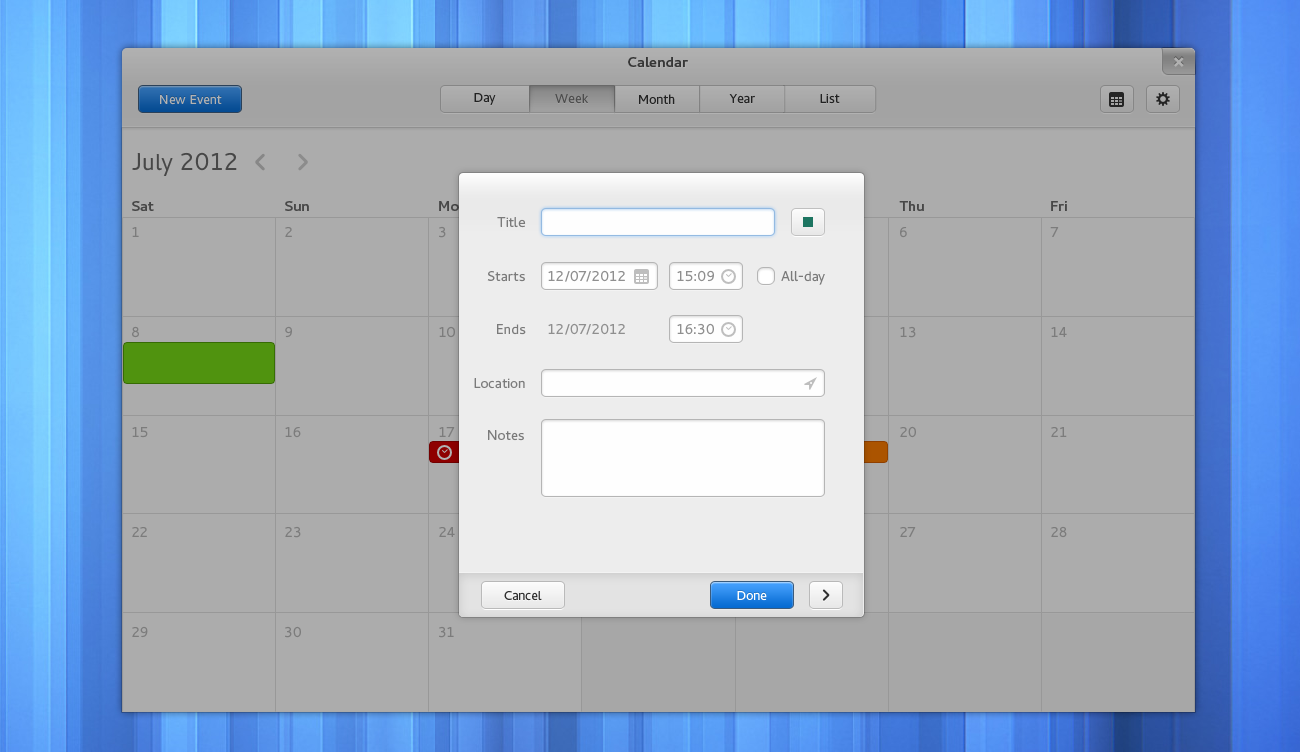 Calendar
New Event
Day Week Month Year List
July 2012
Sat Sun Mo Thu Fri
1 2 3 6 7
Title
Starts 12/07/2012 15:09 All-day
Ends 12/07/2012 16:30
8 9 10 13 14
Location
15 16 17 20 21
Notes
22 23 24 27 28
Cancel Done
29 30 31